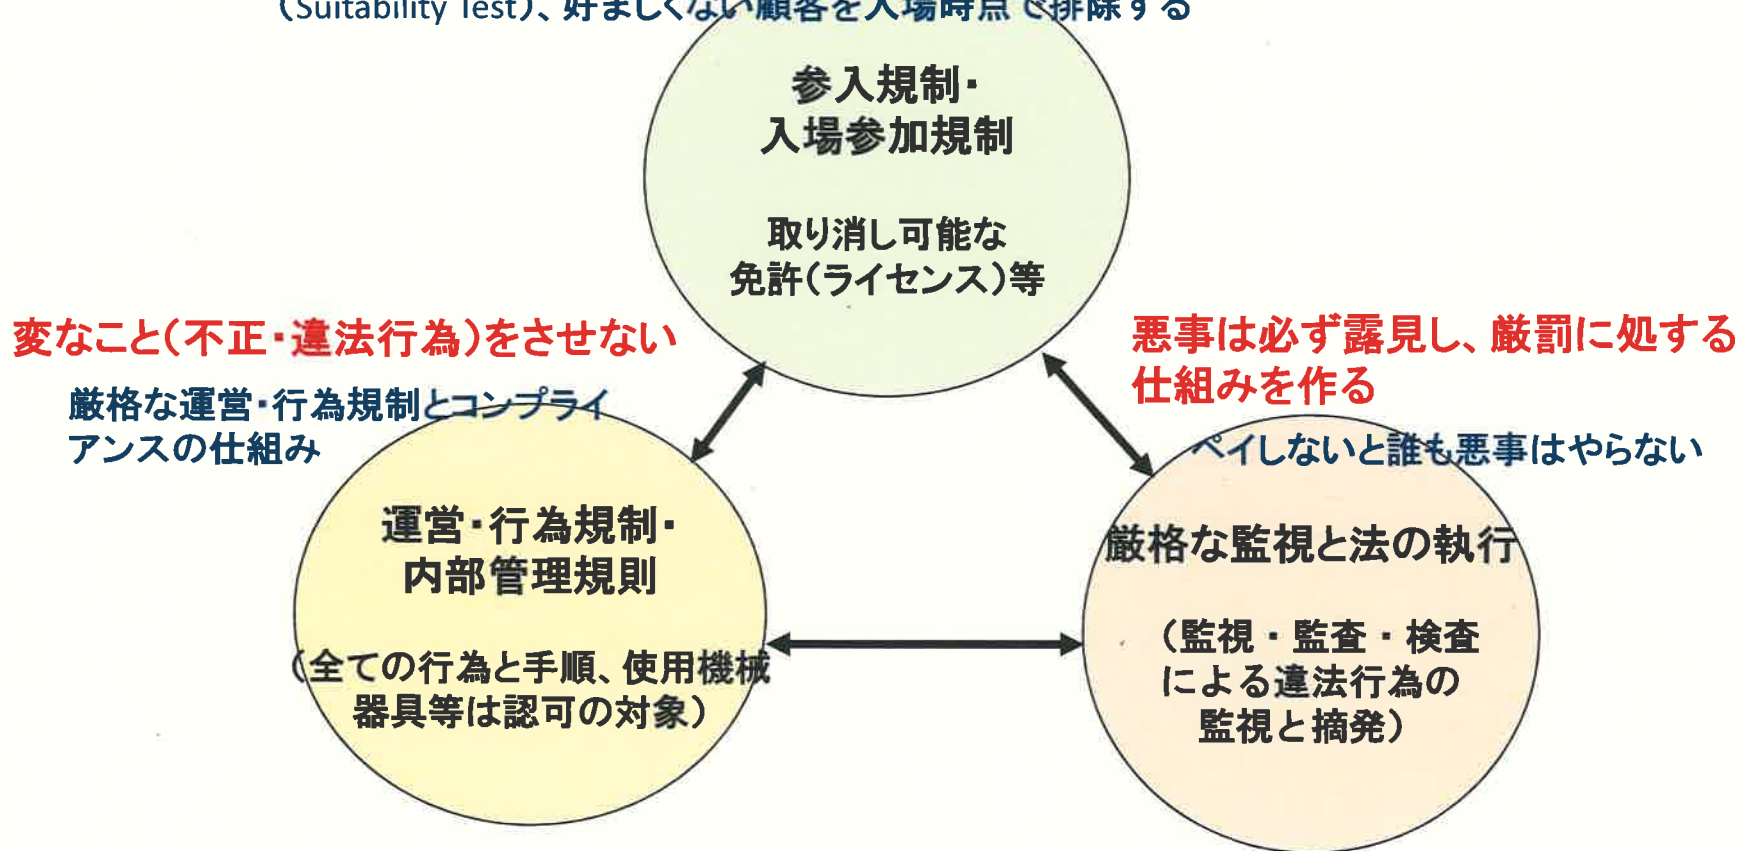 （Suitability Test）、好ましくない顧客を入場時点で排除する
参入規制・
入場参加規制
取り消し可能な
免許（ライセンス）等
変なこと（不正・違法行為）をさせない
厳格な運営・行為規制とコンプライ
アンスの仕組み
運営・行為規制・
内部管理規則
（全ての行為と手順、使用機械
器具等は認可の対象）
悪事は必ず露見し、厳罰に処する
仕組みを作る
ペイしないと誰も悪事はやらない
厳格な監視と法の執行
（監視・監査・検査
による違法行為の
監視と摘発）